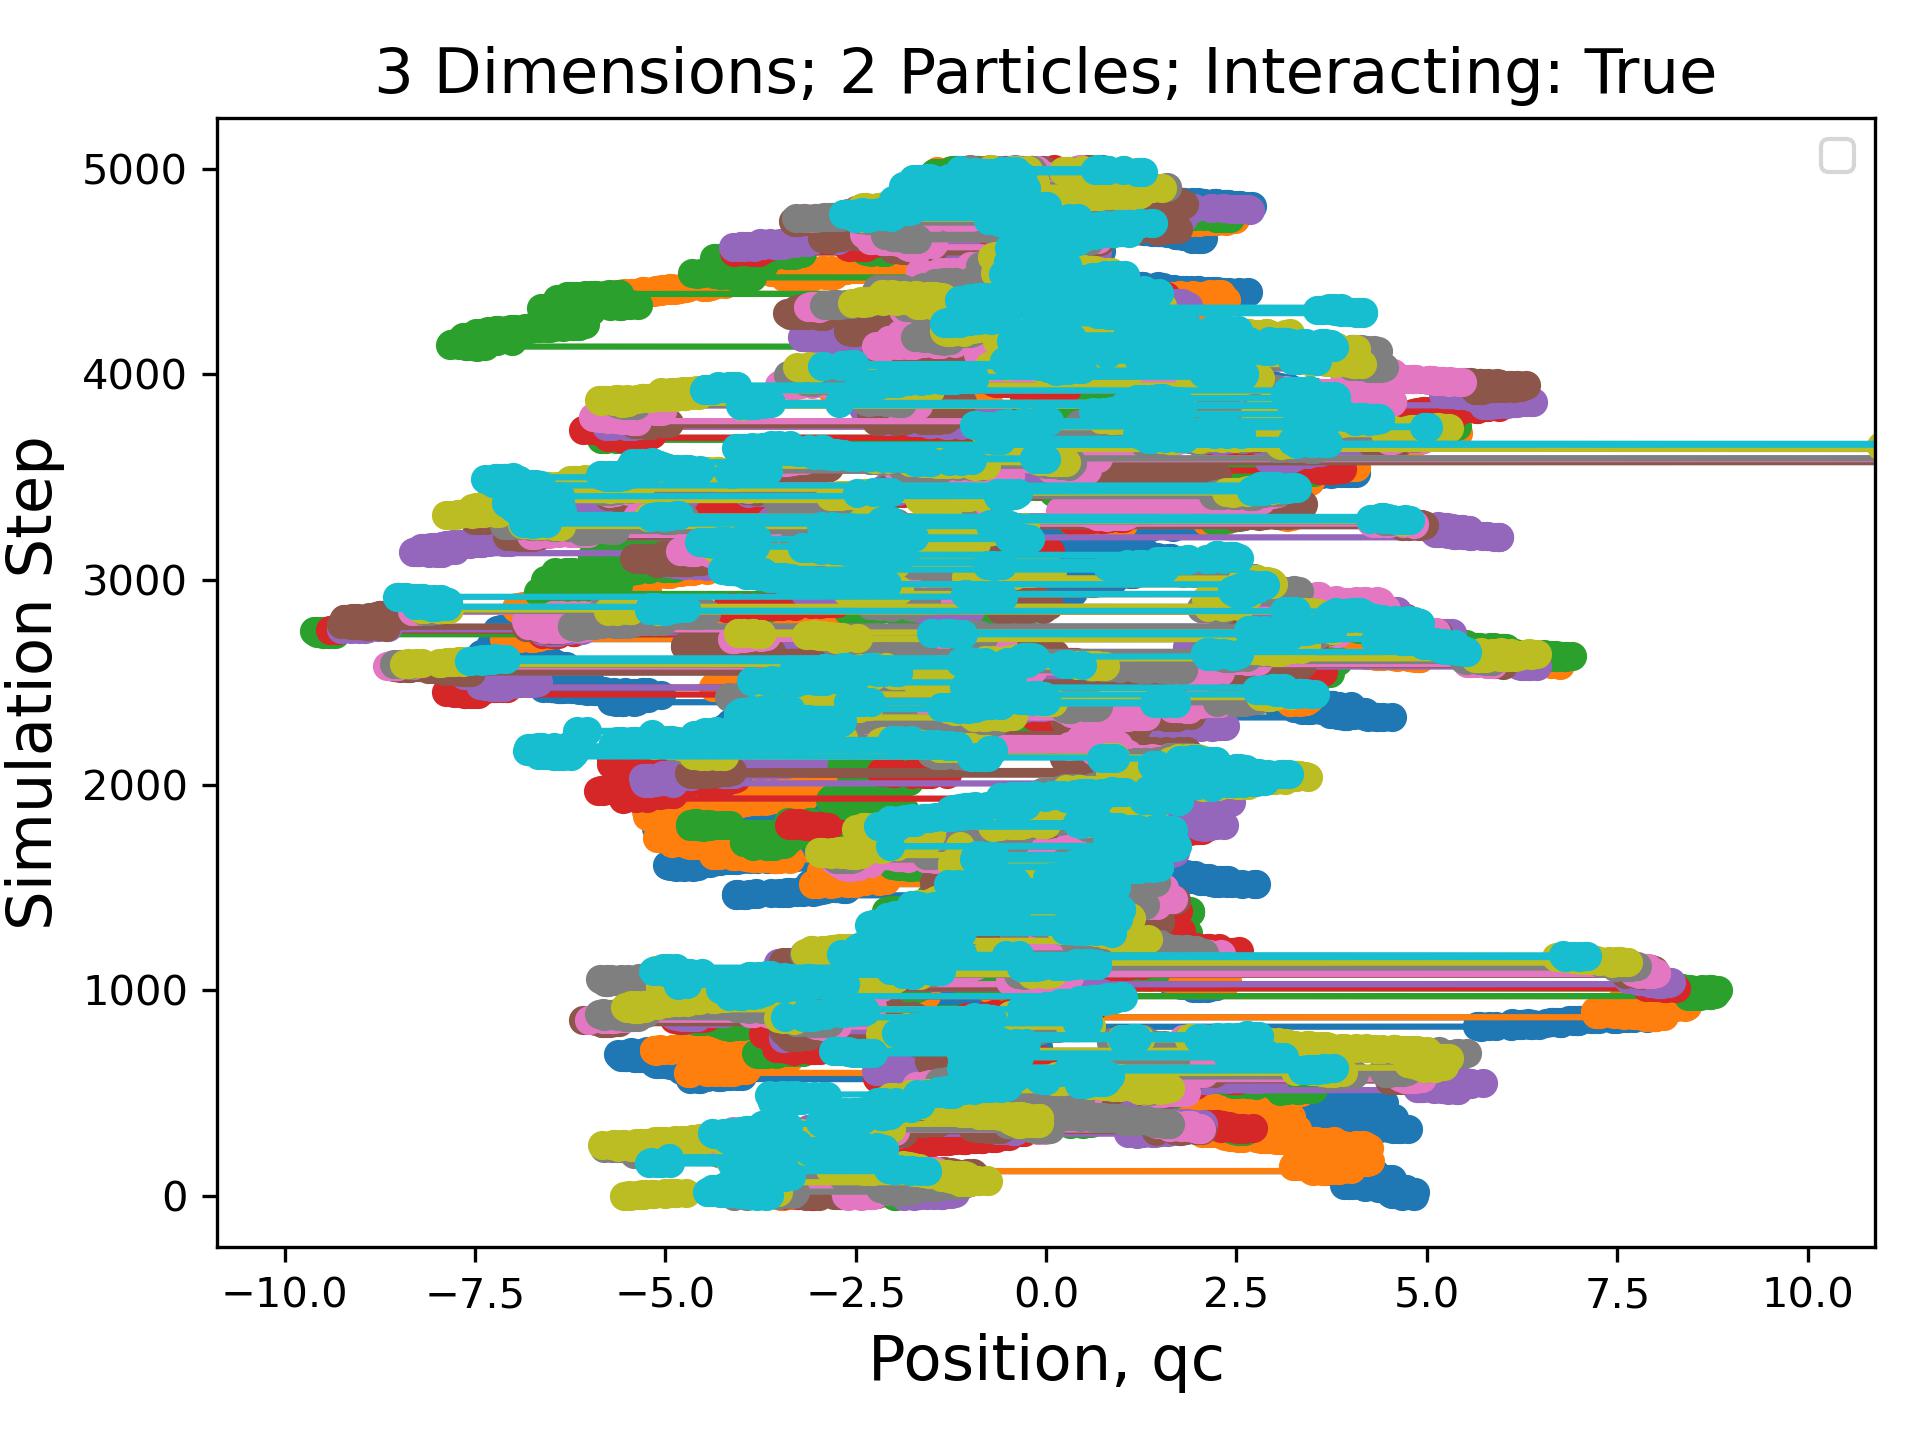 3 Dimensions; 2 Particles; Interacting: True
5000
4000
3000
2000
1000
0
Simulation Step
−10.0 −7.5 −5.0 −2.5 0.0 2.5 5.0 7.5 10.0
Position, qc